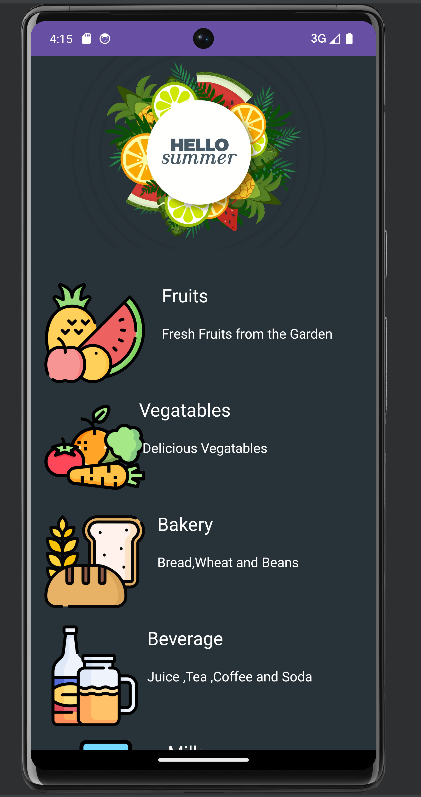 4:15
3G
HELLO
summer
Fruits
Fresh Fruits from the Garden
Vegatables
Delicious Vegatables
Bakery
Bread,Wheat and Beans
Beverage
Juice ,Tea ,Coffee and Soda